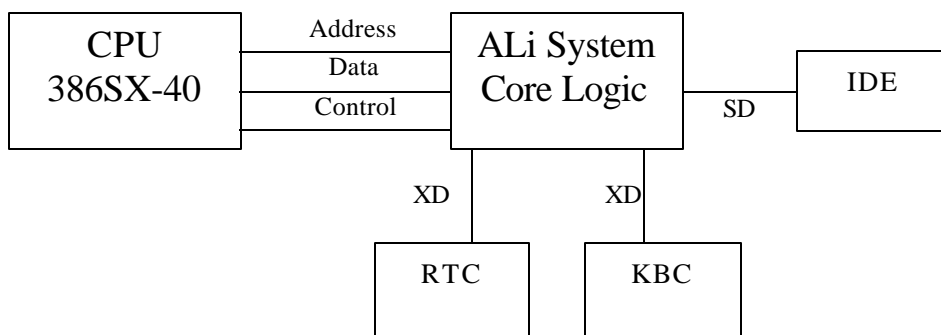 CPU
386SX-40
Address
Data
Control
ALi System
Core Logic
SD
IDE
XD
XD
RTC
KBC